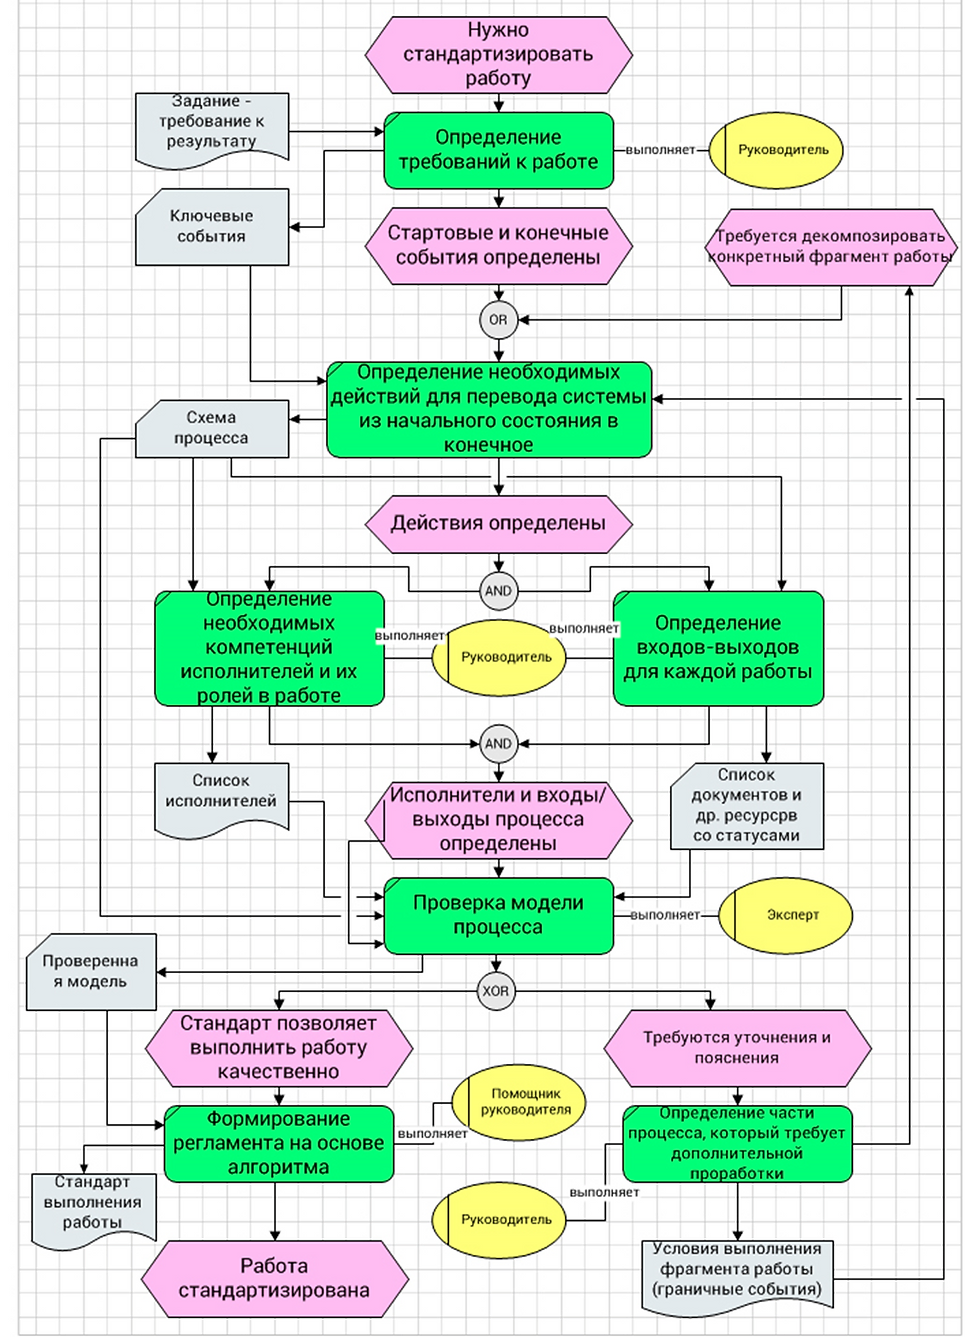 Нужно
стандартизировать
работу
Задание -
требование к
результату
Определение
требований к работе
выполняет
Руководитель
Ключевые
события
Стартовые и конечные
события определены
Требуется декомпозировать
конкретный фрагмент работы
OR
Определение необходимых
действий для перевода системы
из начального состояния в
конечное
Схема
процесса
Действия определены
AND
Определение
необходимых
компетенций
исполнителей и их
ролей в работе
выполняет
Руководитель
выполняет
Определение
входов-выходов
для каждой работы
AND
Список
исполнителей
Исполнители и входы/
выходы процесса
определены
Список
документов и
др. ресурсрв
со статусами
Проверка модели
процесса
выполняет
Эксперт
Проверенна
я модель
XOR
Стандарт позволяет
выполнить работу
качественно
Требуются уточнения и
пояснения
Помощник
руководителя
выполняет
Формирование
регламента на основе
алгоритма
Определение части
процесса, который требует
дополнительной
проработки
Стандарт
выполнения
работы
выполняет
Руководитель
Работа
стандартизирована
Условия выполнения
фрагмента работы
(граничные события)